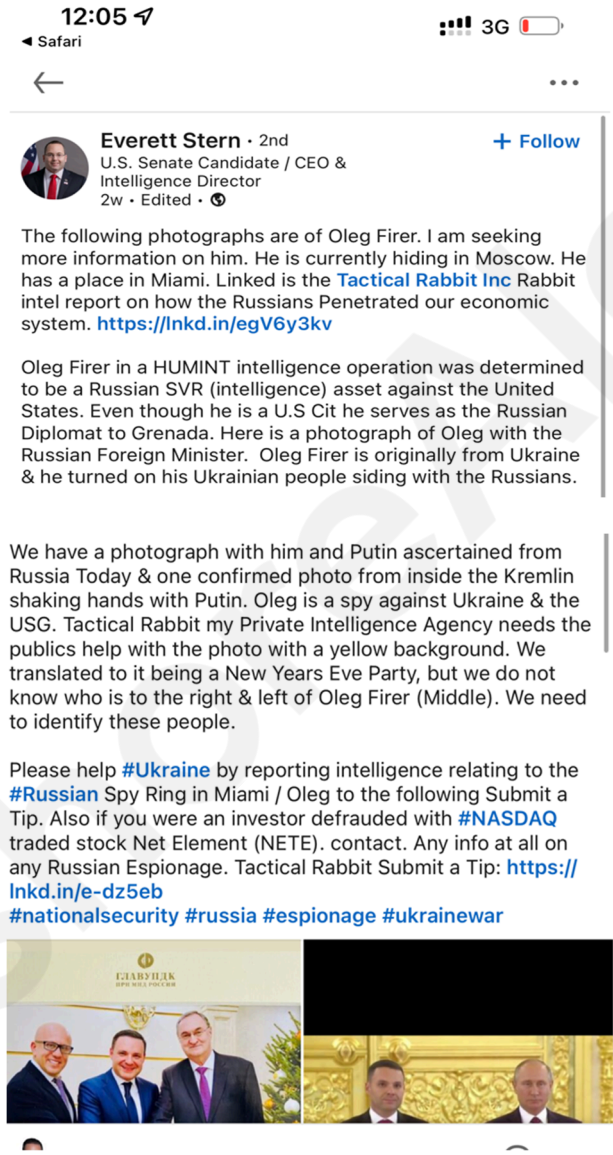 12:05
◀ Safari
3G
Everett Stern • 2nd
+ Follow
U.S. Senate Candidate / CEO &
Intelligence Director
2w • Edited •
The following photographs are of Oleg Firer. I am seeking
more information on him. He is currently hiding in Moscow. He
has a place in Miami. Linked is the Tactical Rabbit Inc Rabbit
intel report on how the Russians Penetrated our economic
system. https://lnkd.in/egV6y3kv
Oleg Firer in a HUMINT intelligence operation was determined
to be a Russian SVR (intelligence) asset against the United
States. Even though he is a U.S Cit he serves as the Russian
Diplomat to Grenada. Here is a photograph of Oleg with the
Russian Foreign Minister.  Oleg Firer is originally from Ukraine
& he turned on his Ukrainian people siding with the Russians.
We have a photograph with him and Putin ascertained from
Russia Today & one confirmed photo from inside the Kremlin
shaking hands with Putin. Oleg is a spy against Ukraine & the
USG. Tactical Rabbit my Private Intelligence Agency needs the
publics help with the photo with a yellow background. We
translated to it being a New Years Eve Party, but we do not
know who is to the right & left of Oleg Firer (Middle). We need
to identify these people.
Please help #Ukraine by reporting intelligence relating to the
#Russian Spy Ring in Miami / Oleg to the following Submit a
Tip. Also if you were an investor defrauded with #NASDAQ
traded stock Net Element (NETE). contact. Any info at all on
any Russian Espionage. Tactical Rabbit Submit a Tip: https://
lnkd.in/e-dz5eb
#nationalsecurity #russia #espionage #ukrainewar
ГЛАВУПДК
ПРИ МИД РОССИИ